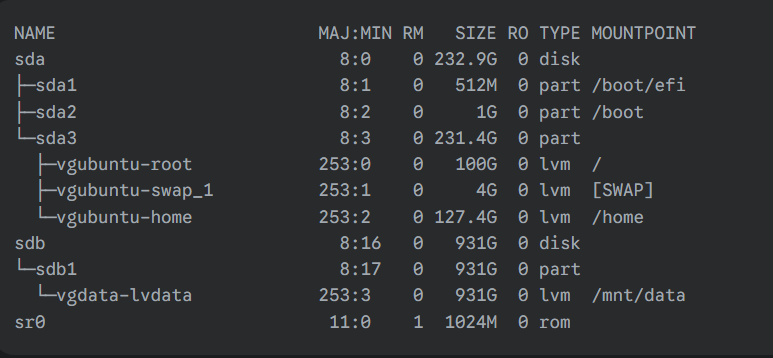 NAME                         MAJ:MIN RM   SIZE RO TYPE MOUNTPOINT
sda                            8:0    0 232.9G  0 disk
├─sda1                         8:1    0   512M  0 part /boot/efi
├─sda2                         8:2    0     1G  0 part /boot
└─sda3                         8:3    0 231.4G  0 part
  ├─vgubuntu-root            253:0    0   100G  0 lvm  /
  ├─vgubuntu-swap_1          253:1    0     4G  0 lvm  [SWAP]
  └─vgubuntu-home            253:2    0 127.4G  0 lvm  /home
sdb                            8:16   0   931G  0 disk
└─sdb1                         8:17   0   931G  0 part
  └─vgdata-lvdata            253:3    0   931G  0 lvm  /mnt/data
sr0                           11:0    1  1024M  0 rom